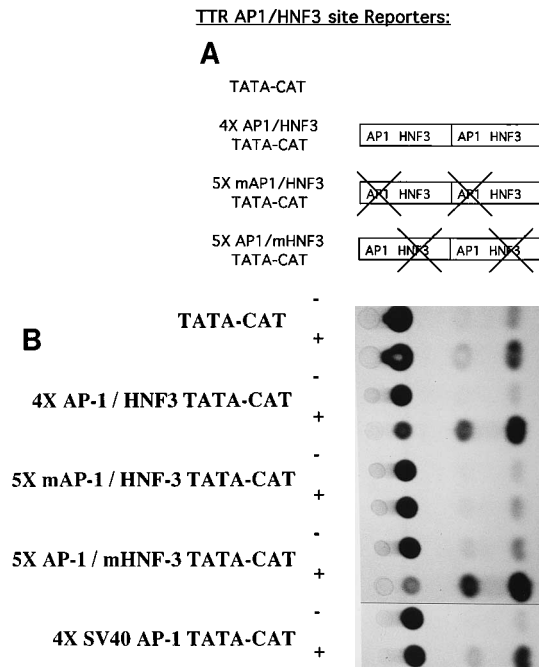 TTR AP1/HNF3 site Reporters:
A
TATA-CAT
4X AP1/HNF3
TATA-CAT
AP1 HNF3 AP1 HNF3
5X mAP1/HNF3
TATA-CAT
AP1 HNF3 AP1 HNF3
5X AP1/mHNF3
TATA-CAT
AP1 HNF3 AP1 HNF3
B
-
TATA-CAT
+
-
4X AP-1 / HNF3 TATA-CAT
+
-
5X mAP-1 / HNF-3 TATA-CAT
+
-
5X AP-1 / mHNF-3 TATA-CAT
+
-
4X SV40 AP-1 TATA-CAT
+